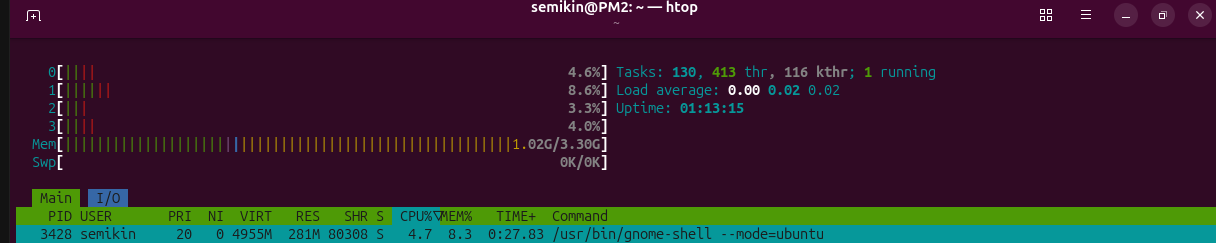 semikin@PM2: ~ — htop
~
0[|||| 4.6%] Tasks: 130, 413 thr, 116 kthr; 1 running
1[|||||| 8.6%] Load average: 0.00 0.02 0.02
2[||| 3.3%] Uptime: 01:13:15
3[|||| 4.0%]
Mem[||||||||||||||||||||||||||||||||||||||||||||||||||||||||1.02G/3.30G]
Swp[ 0K/0K]
Main I/O
PID USER PRI NI VIRT RES SHR S CPU%▽MEM% TIME+ Command
3428 semikin 20 0 4955M 281M 80308 S 4.7 8.3 0:27.83 /usr/bin/gnome-shell --mode=ubuntu